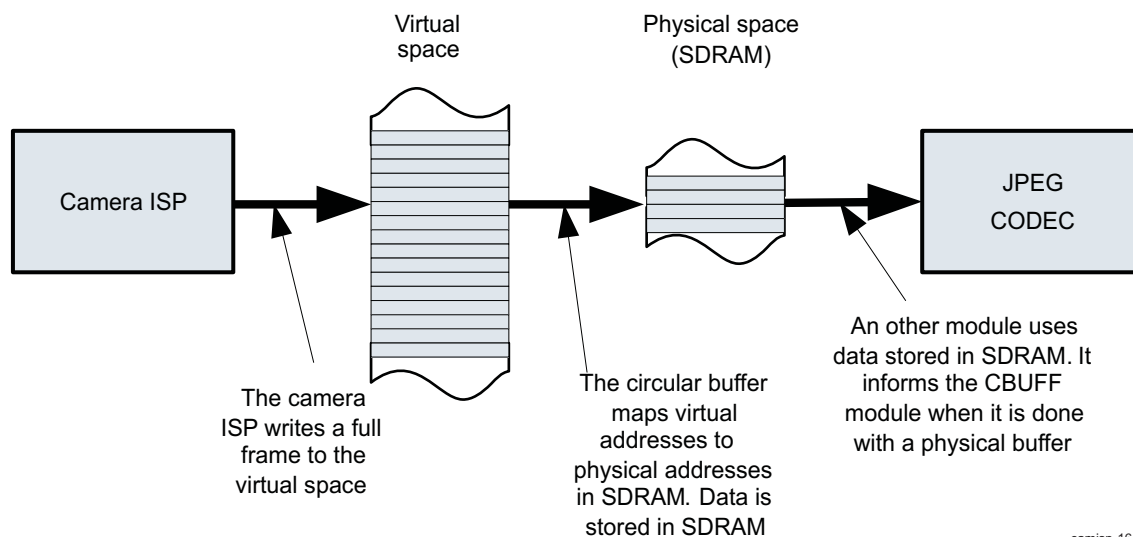 Virtual
space
Physical space
(SDRAM)
Camera ISP
JPEG
CODEC
The camera
ISP writes a full
frame to the
virtual space
The circular buffer
maps virtual
addresses to
physical addresses
in SDRAM. Data is
stored in SDRAM
An other module uses
data stored in SDRAM. It
informs the CBUFF
module when it is done
with a physical buffer